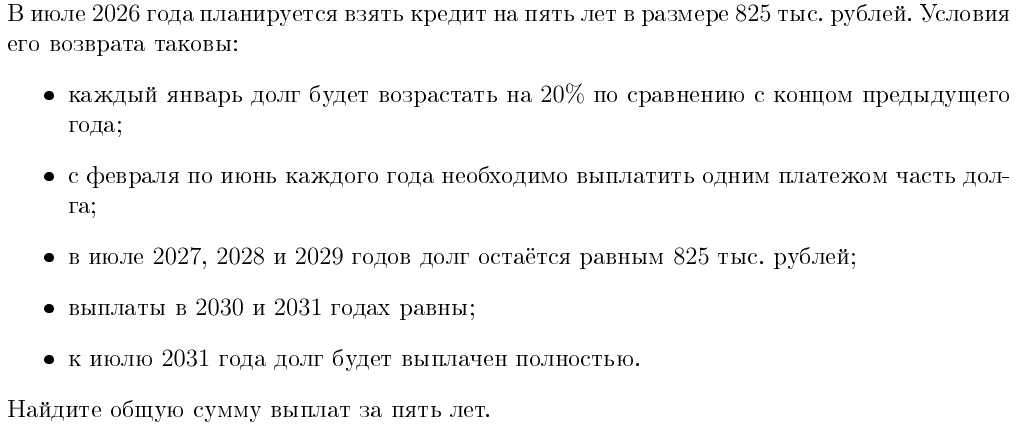 В июле 2026 года планируется взять кредит на пять лет в размере 825 тыс. рублей. Условия
его возврата таковы:
• каждый январь долг будет возрастать на 20% по сравнению с концом предыдущего
года;
• с февраля по июнь каждого года необходимо выплатить одним платежом часть дол-
га;
• в июле 2027, 2028 и 2029 годов долг остаётся равным 825 тыс. рублей;
• выплаты в 2030 и 2031 годах равны;
• к июлю 2031 года долг будет выплачен полностью.
Найдите общую сумму выплат за пять лет.